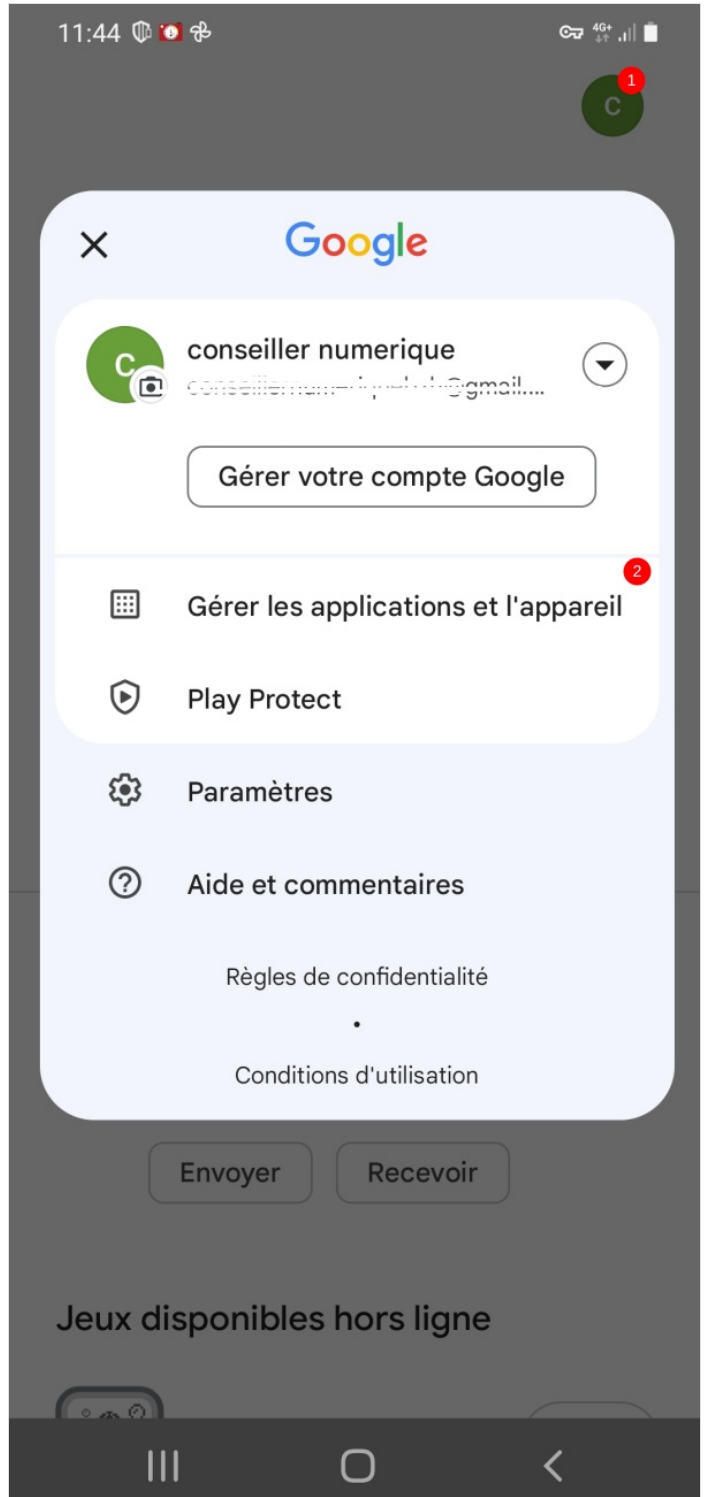 11:44
4G+
1
C
Google
C
conseiller numerique
@gmail....
Gérer votre compte Google
2
Gérer les applications et l'appareil
Play Protect
Paramètres
Aide et commentaires
Règles de confidentialité
•
Conditions d'utilisation
Envoyer Recevoir
Jeux disponibles hors ligne